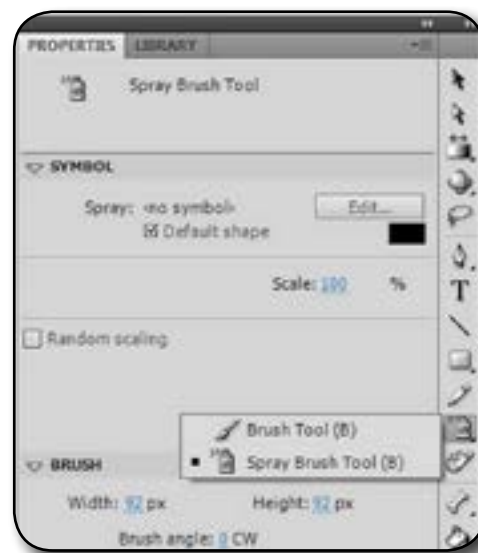 PROPERTIES LIBRARY
Spray Brush Tool
SYMBOL
Spray: <no symbol> Edit...
Default shape
Scale: 100 %
Random scaling
Brush Tool (B)
Spray Brush Tool (B)
BRUSH
Width: 92 px Height: 92 px
Brush angle: 0 CW